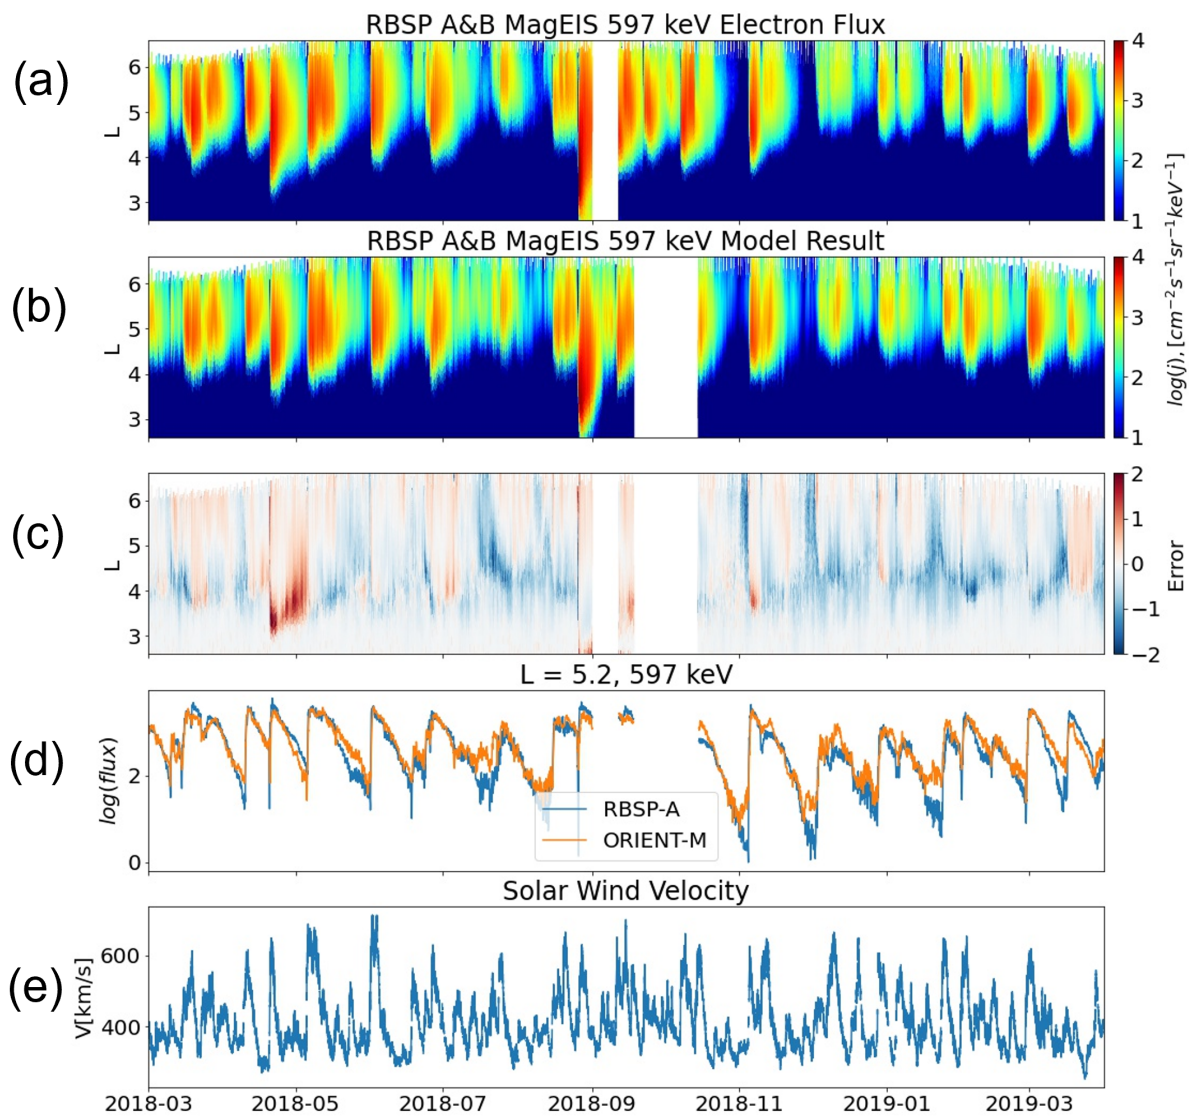 RBSP A&B MagEIS 597 keV Electron Flux
(a)
L
6
5
4
3
4
3
2
1
RBSP A&B MagEIS 597 keV Model Result
(b)
L
6
5
4
3
4
3
2
1
log(j), [cm⁻²s⁻¹sr⁻¹keV⁻¹]
(c)
L
6
5
4
3
2
1
0
−1
−2
Error
L = 5.2, 597 keV
(d)
log(flux)
2
0
RBSP-A
ORIENT-M
Solar Wind Velocity
(e)
V[km/s]
600
400
2018-03 2018-05 2018-07 2018-09 2018-11 2019-01 2019-03